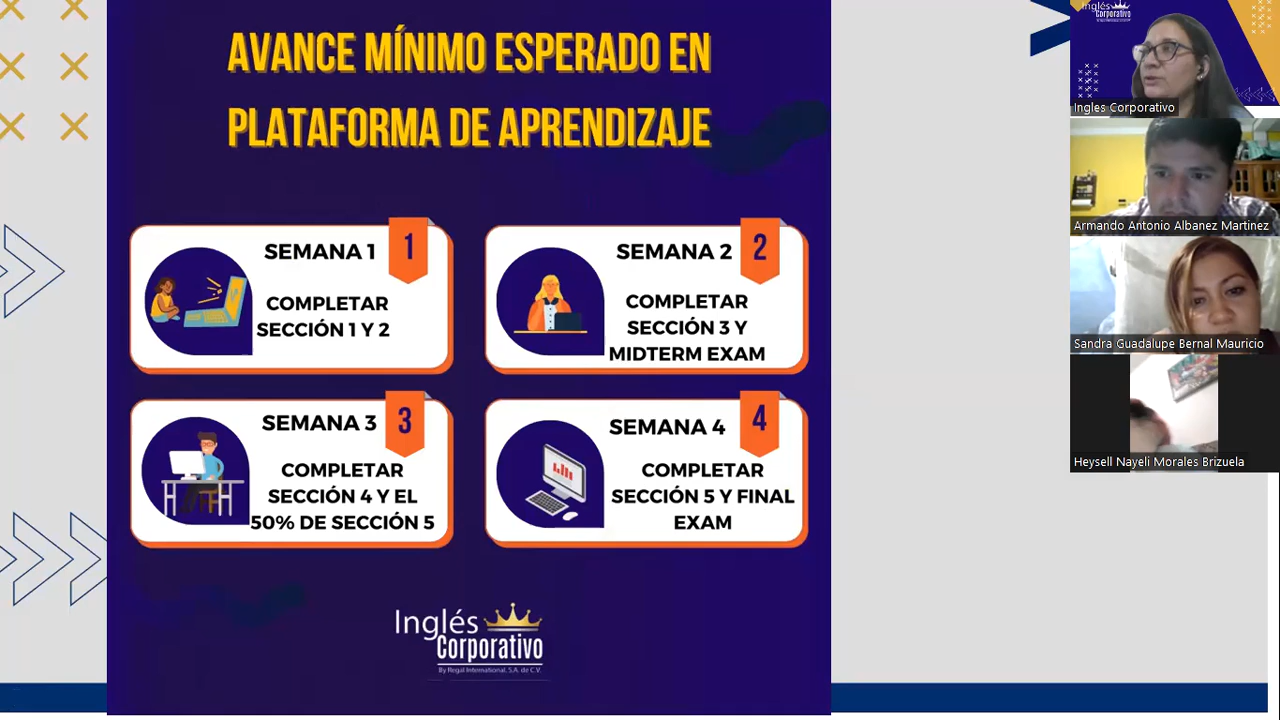 AVANCE MÍNIMO ESPERADO EN
PLATAFORMA DE APRENDIZAJE
SEMANA 1
1
COMPLETAR
SECCIÓN 1 Y 2
SEMANA 2
2
COMPLETAR
SECCIÓN 3 Y
MIDTERM EXAM
SEMANA 3
3
COMPLETAR
SECCIÓN 4 Y EL
50% DE SECCIÓN 5
SEMANA 4
4
COMPLETAR
SECCIÓN 5 Y FINAL
EXAM
Inglés
Corporativo
By Regal International, S.A. de C.V.
Inglés
Corporativo
Ingles Corporativo
Armando Antonio Albanez Martinez
Sandra Guadalupe Bernal Mauricio
Heysell Nayeli Morales Brizuela